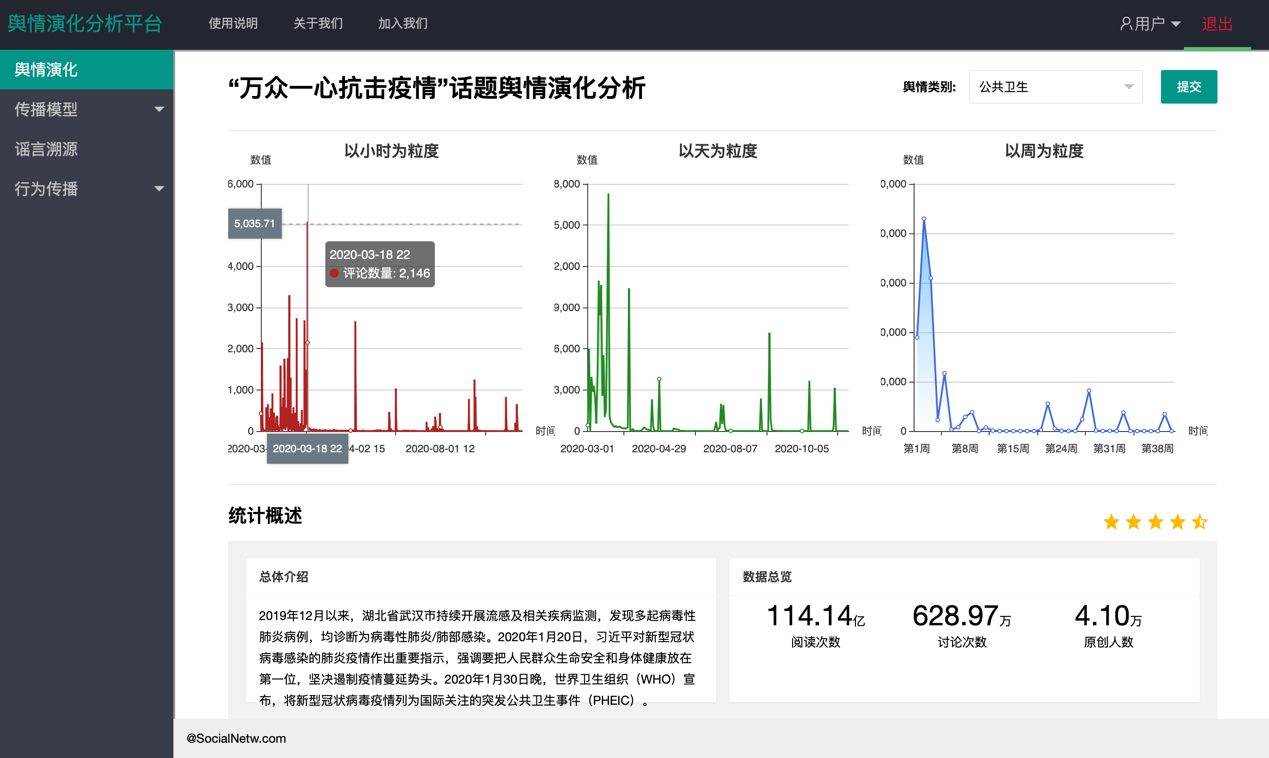 舆情演化分析平台
使用说明 关于我们 加入我们
用户 退出
舆情演化
传播模型
谣言溯源
行为传播
“万众一心抗击疫情”话题舆情演化分析
舆情类别: 公共卫生 提交
以小时为粒度
数值
6,000
5,035.71
4,000
3,000
2,000
1,000
0
2020-03-18 22
评论数量: 2,146
时间
2020-03-
2020-03-18 22
4-02 15
2020-08-01 12
以天为粒度
数值
8,000
5,000
2,000
9,000
6,000
3,000
0
时间
2020-03-01 2020-04-29 2020-08-07 2020-10-05
以周为粒度
数值
0,000
0,000
0,000
0,000
0,000
0
时间
第1周 第8周 第15周 第24周 第31周 第38周
统计概述
总体介绍
2019年12月以来，湖北省武汉市持续开展流感及相关疾病监测，发现多起病毒性
肺炎病例，均诊断为病毒性肺炎/肺部感染。2020年1月20日，习近平对新型冠状
病毒感染的肺炎疫情作出重要指示，强调要把人民群众生命安全和身体健康放在
第一位，坚决遏制疫情蔓延势头。2020年1月30日晚，世界卫生组织（WHO）宣
布，将新型冠状病毒疫情列为国际关注的突发公共卫生事件（PHEIC）。
数据总览
114.14亿 628.97万 4.10万
阅读次数 讨论次数 原创人数
@SocialNetw.com